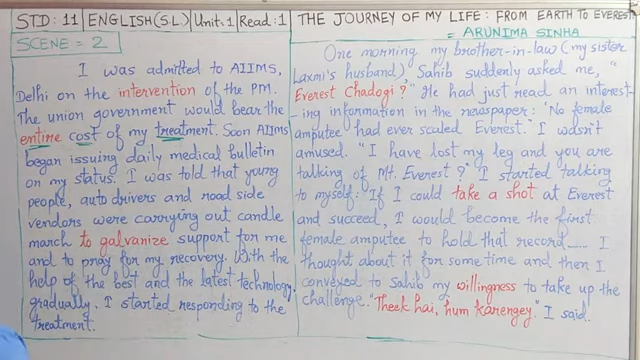 STD: 11 ENGLISH (S.L.) Unit: 1 Read: 1 THE JOURNEY OF MY LIFE: FROM EARTH TO EVEREST
= ARUNIMA SINHA
SCENE = 2
I was admitted to AIIMS,
Delhi on the intervention of the PM.
The union government would bear the
entire cost of my treatment. Soon AIIMS
began issuing daily medical bulletin
on my status. I was told that young
people, auto drivers and road side
vendors were carrying out candle
march to galvanize support for me
and to pray for my recovery. With the
help of the best and the latest technology,
gradually. I started responding to the
treatment.
One morning my brother-in-law (my sister
Laxmi's husband), Sahib suddenly asked me, "
Everest Chadogi ?" He had just read an interest-
ing information in the newspaper: 'No female
amputee had ever scaled Everest.' I wasn't
amused. "I have lost my leg and you are
talking of Mt. Everest ?" I started talking
to myself. 'If I could take a shot at Everest
and succeed, I would become the first
female amputee to hold that record..... I
thought about it for some time and then I
conveyed to Sahib my willingness to take up the
challenge. "Theek hai, hum karengey." I said.